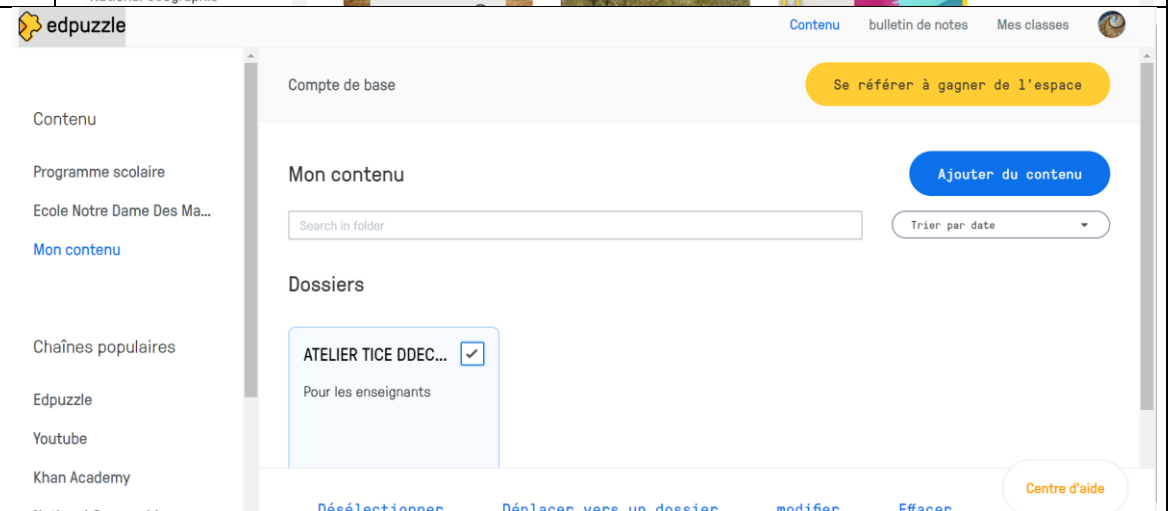 edpuzzle
Contenu
bulletin de notes
Mes classes
Compte de base
Se référer à gagner de l'espace
Contenu
Programme scolaire
Ecole Notre Dame Des Ma...
Mon contenu
Chaînes populaires
Edpuzzle
Youtube
Khan Academy
Mon contenu
Ajouter du contenu
Search in folder
Trier par date
Dossiers
ATELIER TICE DDEC...
Pour les enseignants
Centre d'aide
Désélectionner
Déplacer vers un dossier
modifier
Effacer